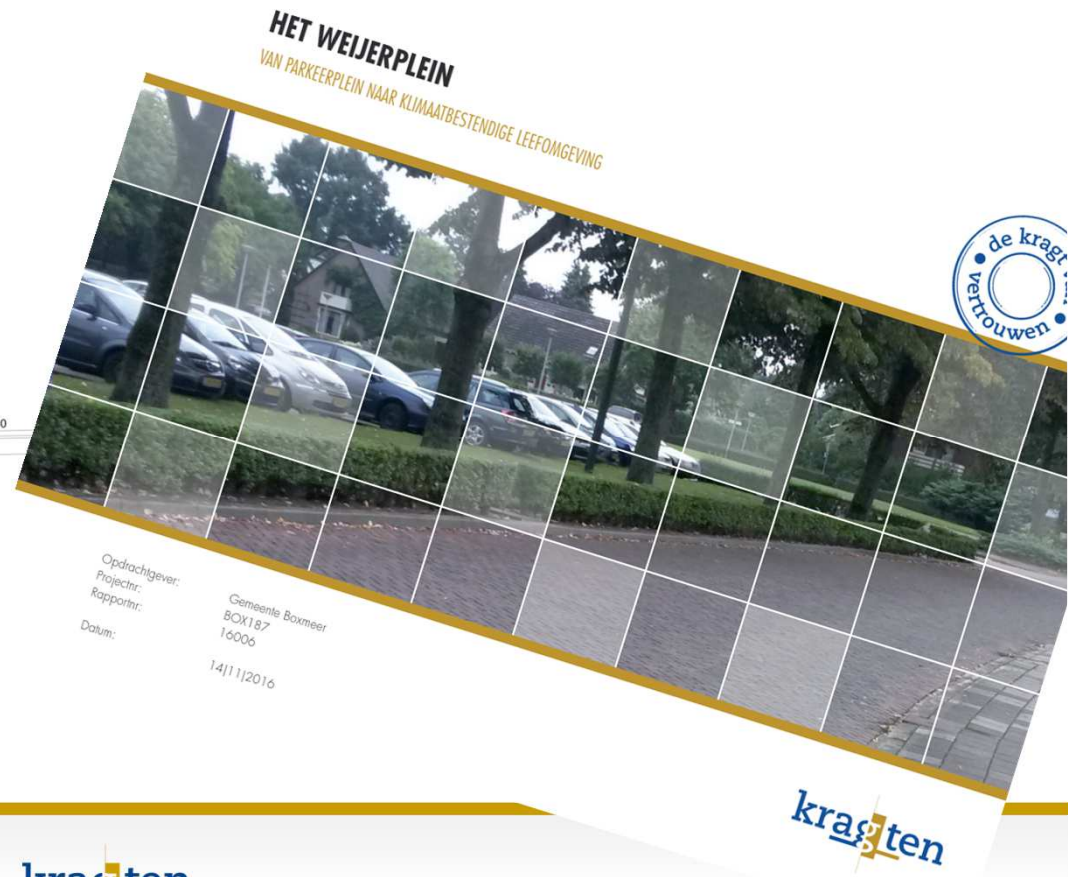 HET WEIJERPLEIN
VAN PARKEERPLEIN NAAR KLIMAATBESTENDIGE LEEFOMGEVING
de kragt
vertrouwen
0
Opdrachtgever: Gemeente Boxmeer
Projectnr: BOX187
Rapportnr: 16006
Datum: 14|11|2016
kragten